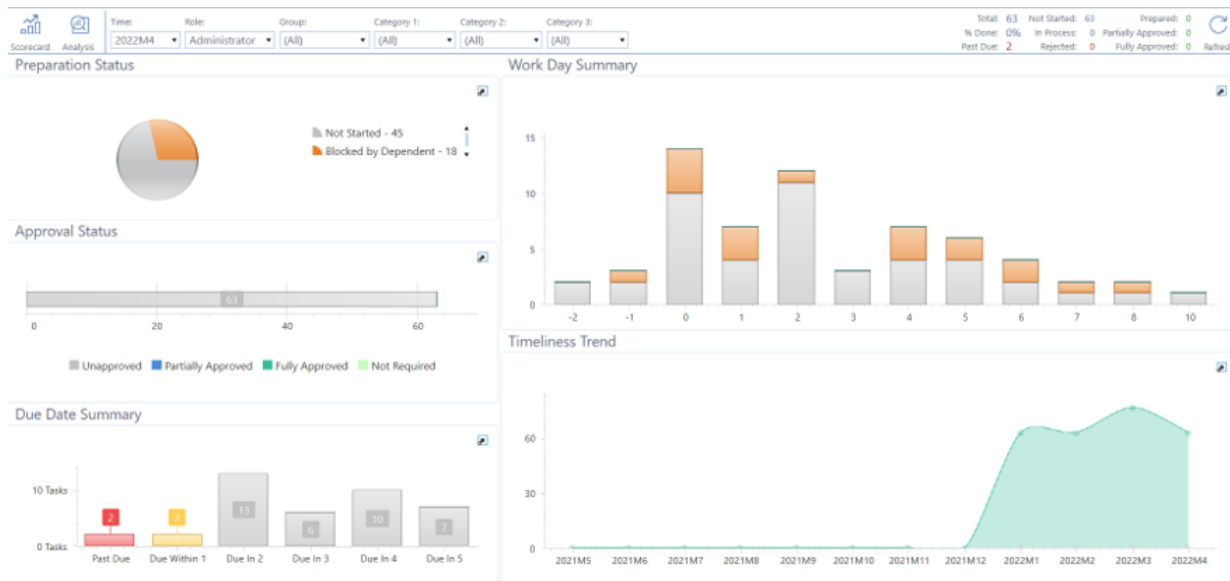 Time: Role: Group: Category 1: Category 2: Category 3:
Total: 63 Not Started: 63 Prepared: 0
2022M4 Administrator (All) (All) (All) (All)
% Done: 0% In Process: 0 Partially Approved: 0
Scorecard Analysis
Past Due: 2 Rejected: 0 Fully Approved: 0 Refresh
Preparation Status
Not Started - 45
Blocked by Dependent - 18
Approval Status
63
0 20 40 60
Unapproved Partially Approved Fully Approved Not Required
Due Date Summary
10 Tasks
0 Tasks
2 2 13 6 10 7
Past Due Due Within 1 Due In 2 Due In 3 Due In 4 Due In 5
Work Day Summary
15
10
5
0
-2 -1 0 1 2 3 4 5 6 7 8 10
Timeliness Trend
60
30
0
2021M5 2021M6 2021M7 2021M8 2021M9 2021M10 2021M11 2021M12 2022M1 2022M2 2022M3 2022M4